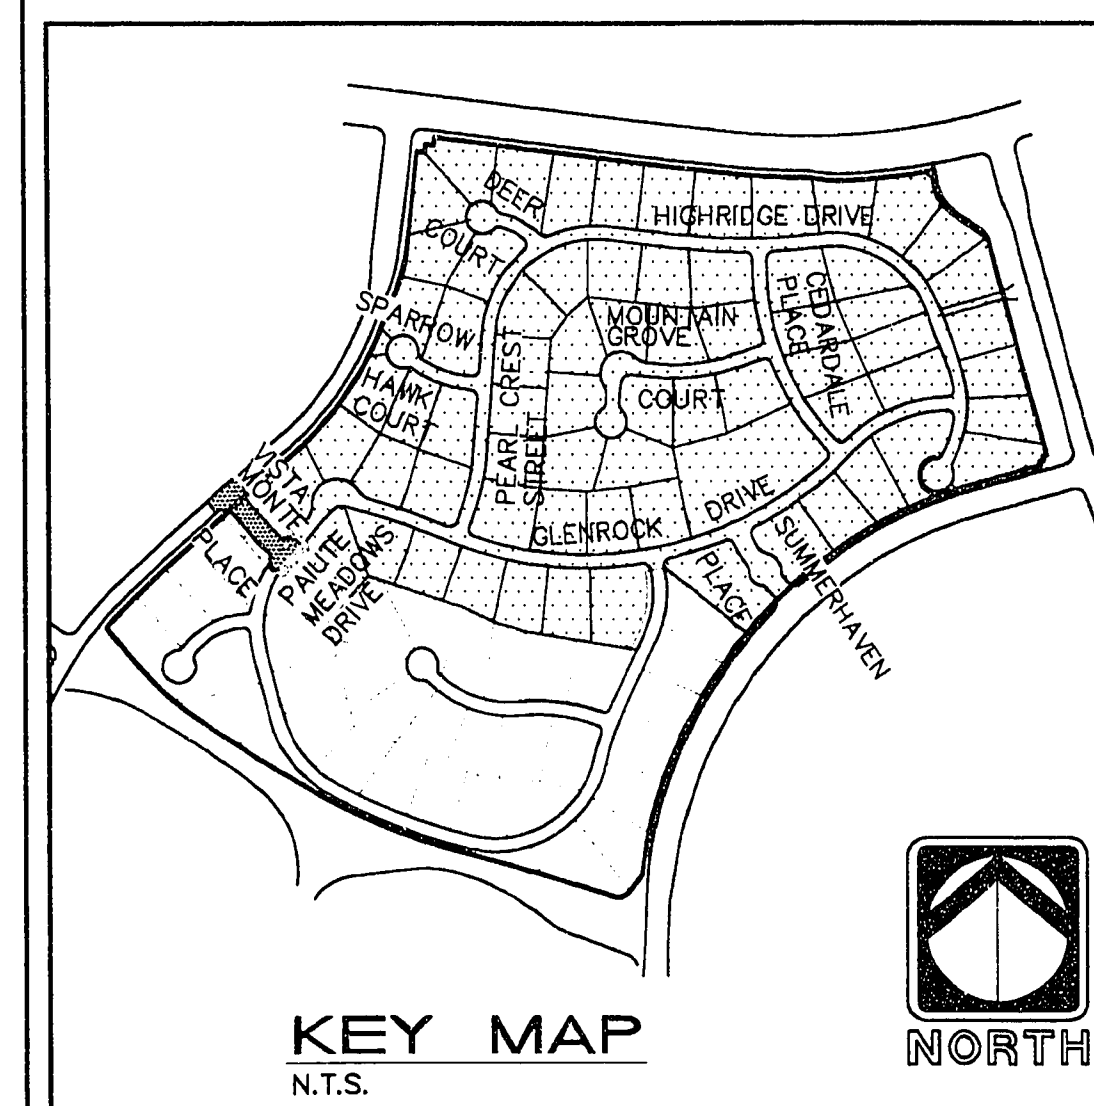 DEER
COURT
HIGHRIDGE DRIVE
SPARROW
HAWK
COURT
PEARL CREST
STREET
MOUNTAIN
GROVE
COURT
CEDARDALE
PLACE
VISTA
MONTE
PLACE
PAIUTE
MEADOWS
DRIVE
GLENROCK DRIVE
SUMMERHAVEN
PLACE
KEY MAP
N.T.S.
NORTH